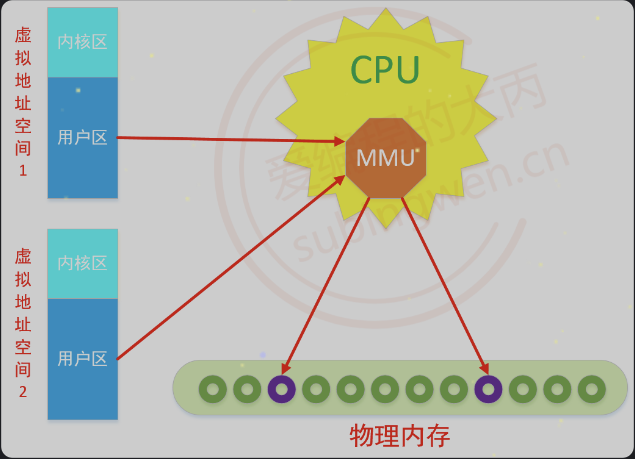 虚拟地址空间1
内核区
用户区
CPU
MMU
爱编程的大丙
subingwen.cn
虚拟地址空间2
内核区
用户区
物理内存